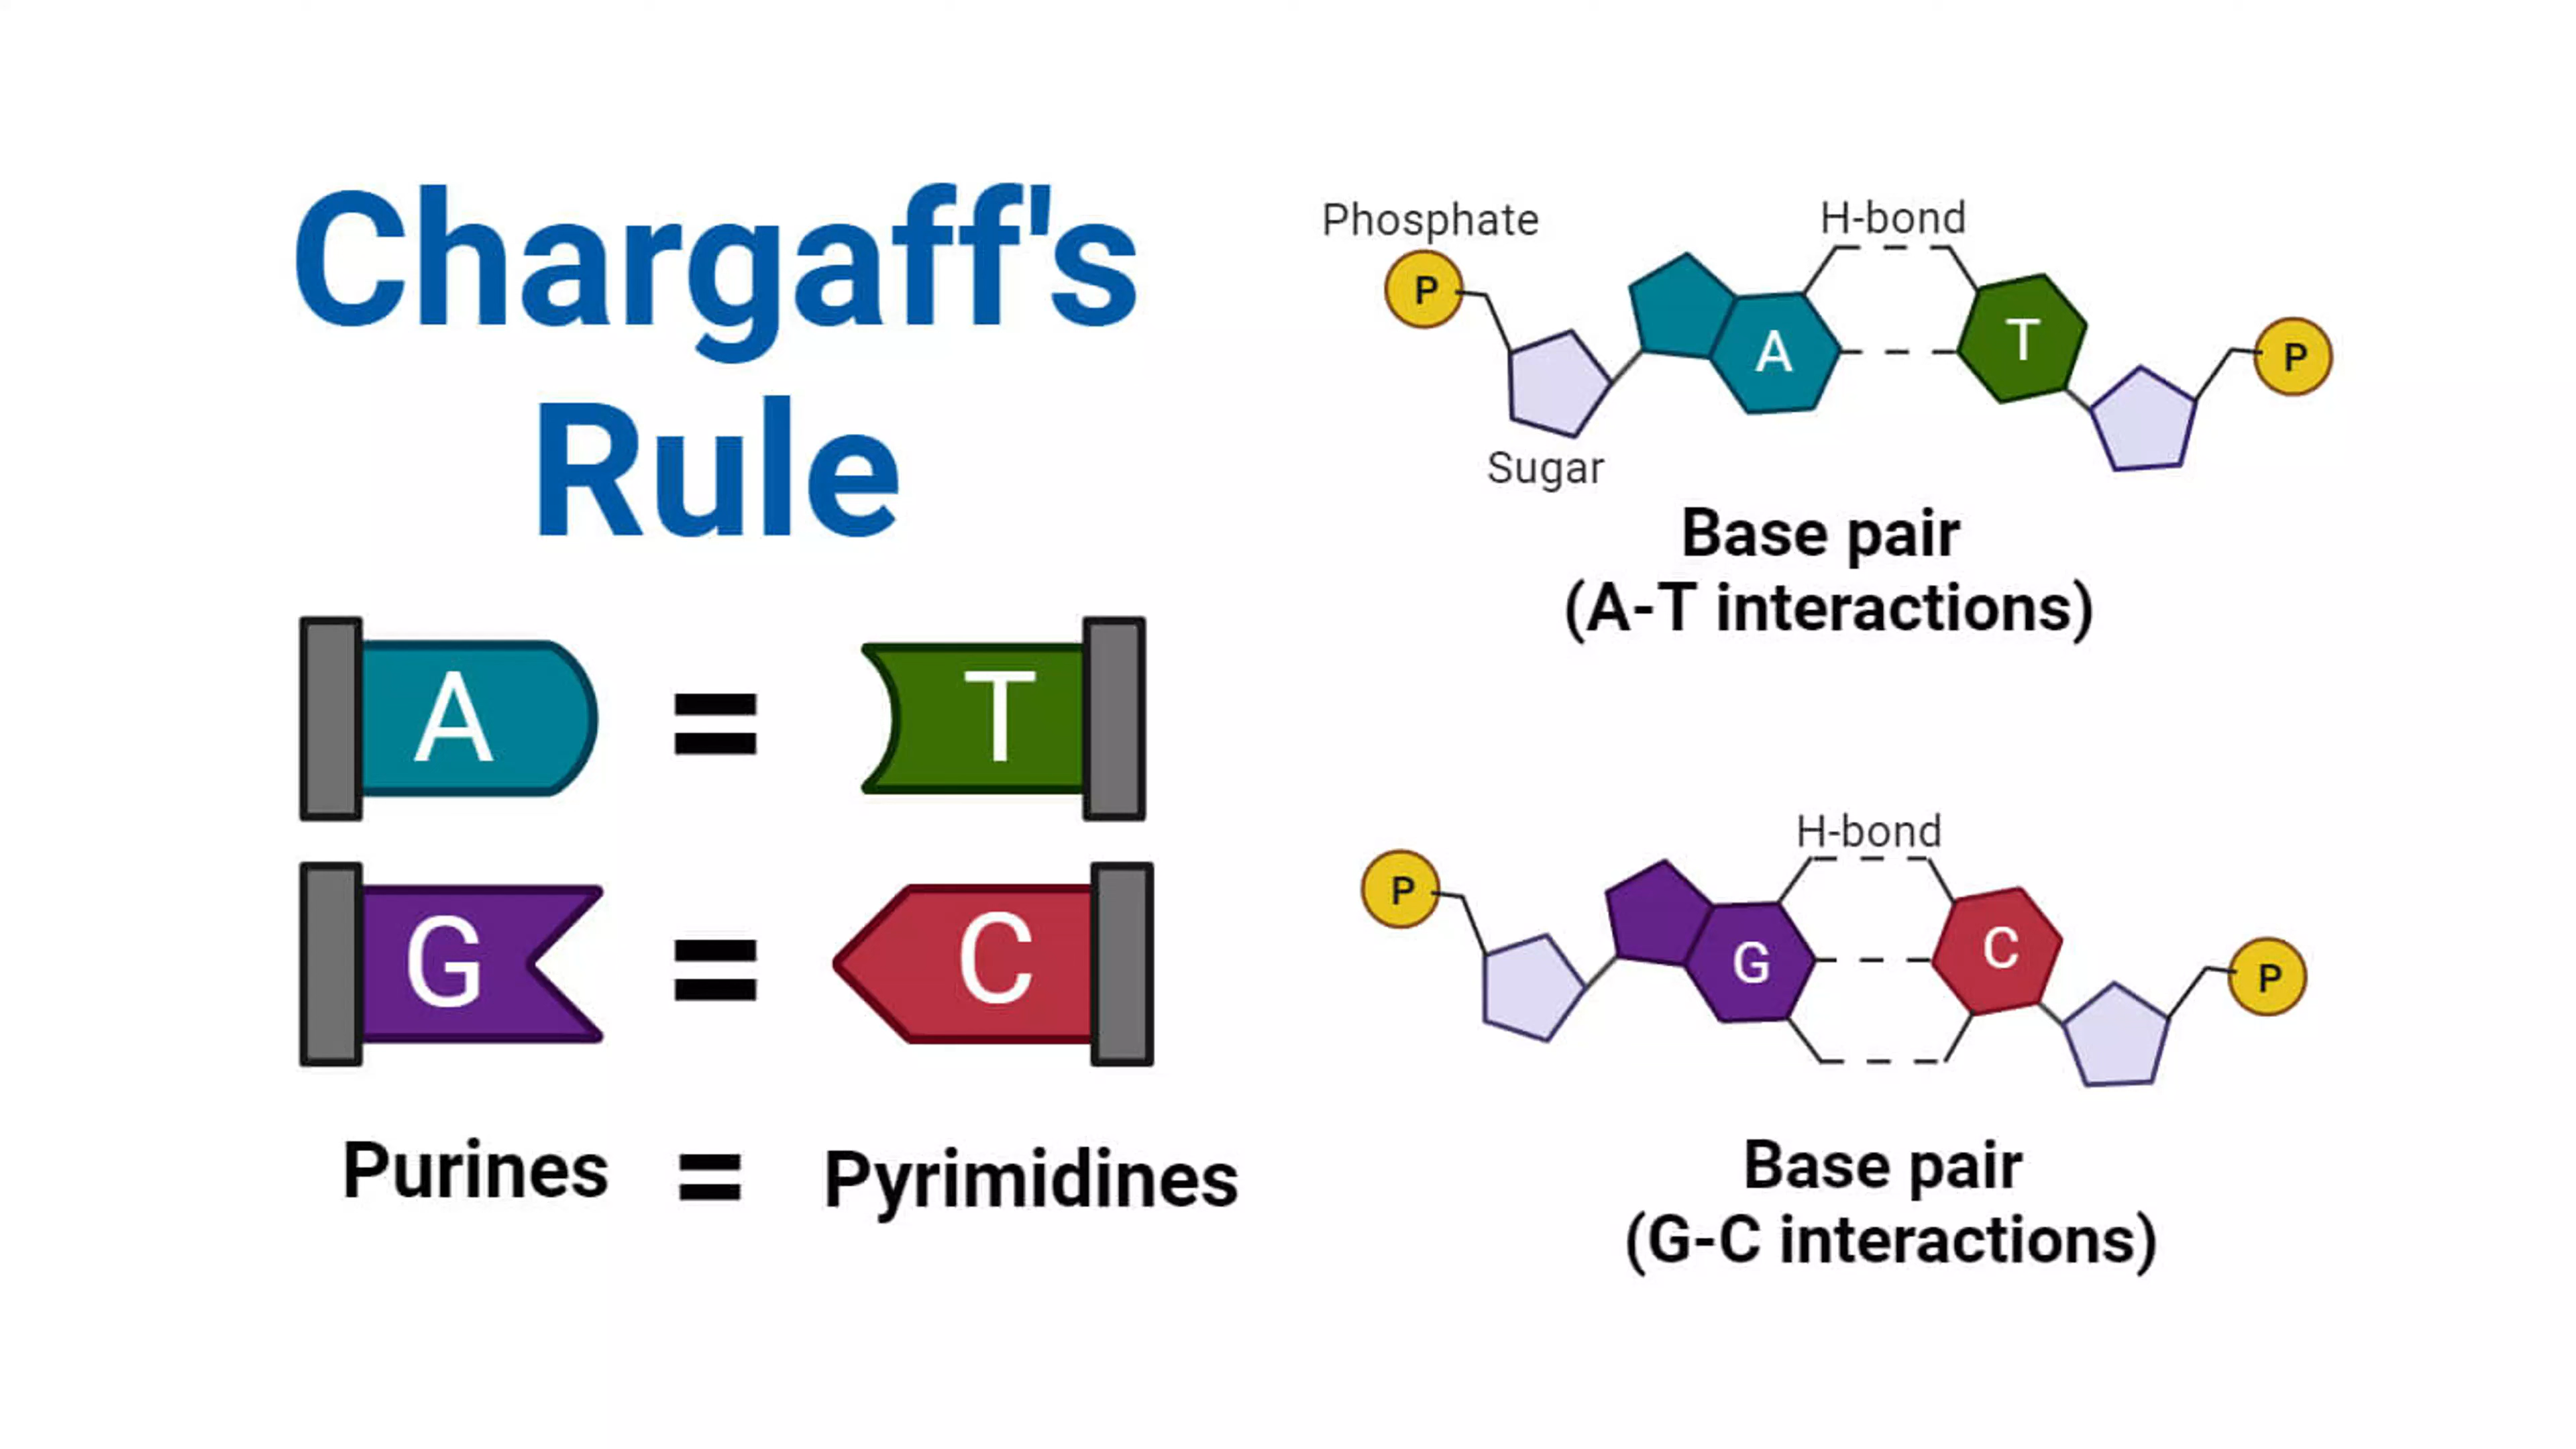 Chargaff's
Rule
A = T
G = C
Purines = Pyrimidines
Phosphate
H-bond
P
A
T
P
Sugar
Base pair
(A-T interactions)
H-bond
P
G
C
P
Base pair
(G-C interactions)